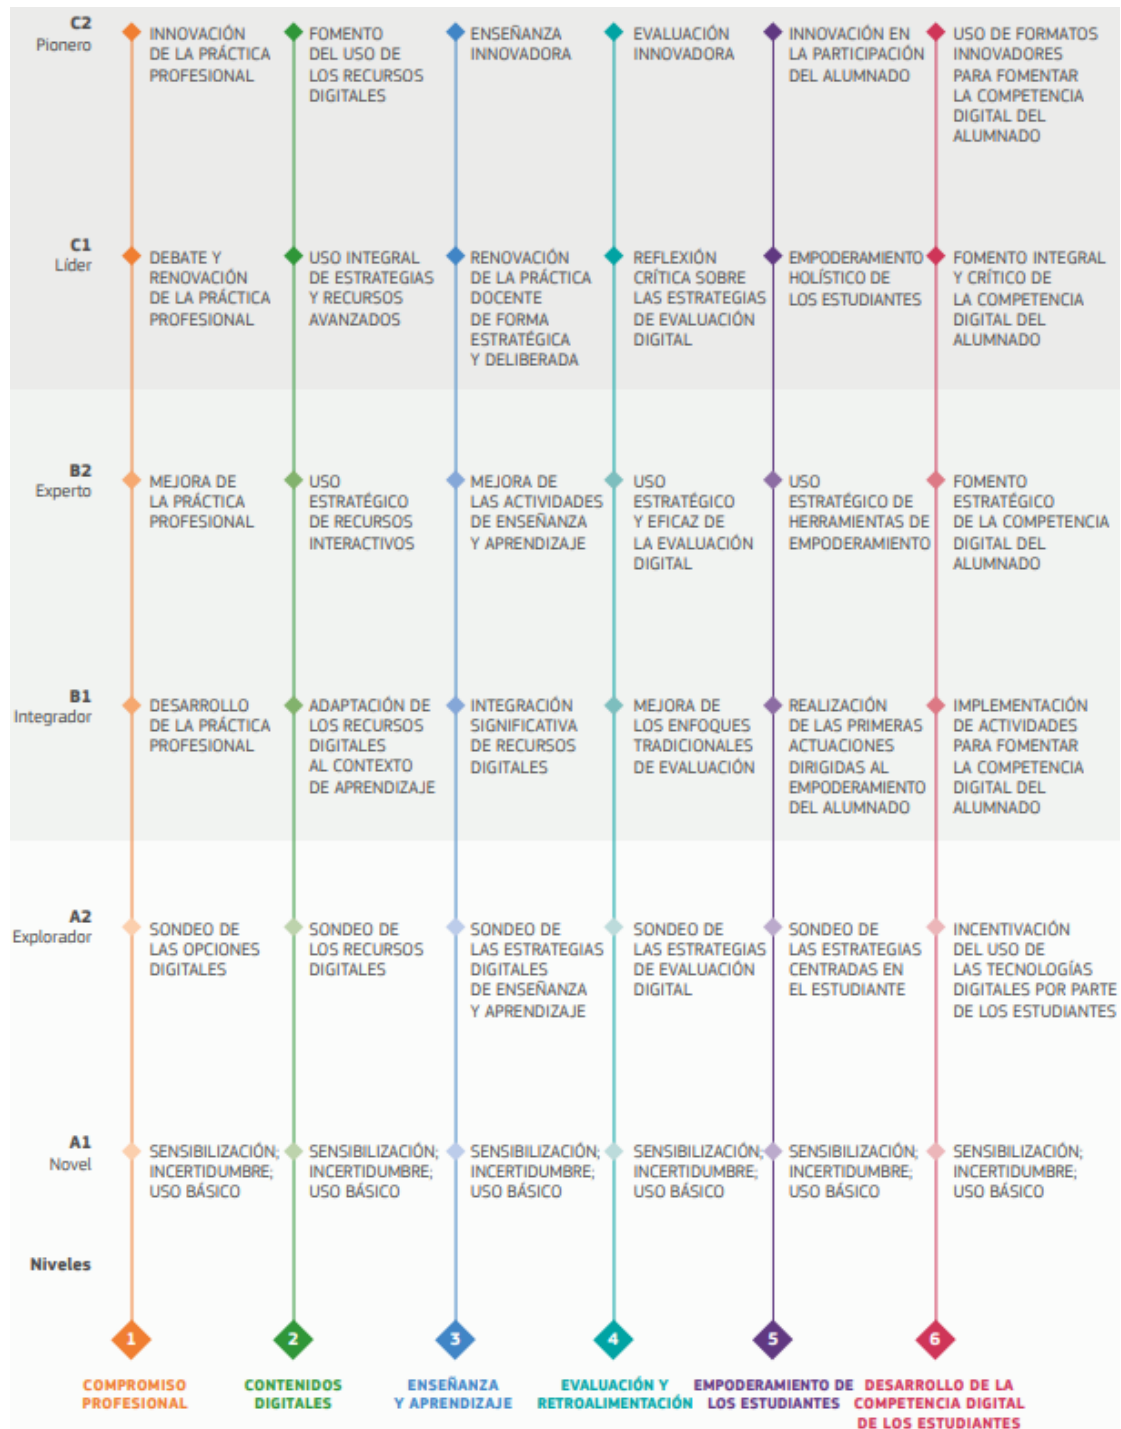 C2
Pionero
INNOVACIÓN
DE LA PRÁCTICA
PROFESIONAL
FOMENTO
DEL USO DE
LOS RECURSOS
DIGITALES
ENSEÑANZA
INNOVADORA
EVALUACIÓN
INNOVADORA
INNOVACIÓN EN
LA PARTICIPACIÓN
DEL ALUMNADO
USO DE FORMATOS
INNOVADORES
PARA FOMENTAR
LA COMPETENCIA
DIGITAL DEL
ALUMNADO
C1
Líder
DEBATE Y
RENOVACIÓN
DE LA PRÁCTICA
PROFESIONAL
USO INTEGRAL
DE ESTRATEGIAS
Y RECURSOS
AVANZADOS
RENOVACIÓN
DE LA PRÁCTICA
DOCENTE
DE FORMA
ESTRATÉGICA
Y DELIBERADA
REFLEXIÓN
CRÍTICA SOBRE
LAS ESTRATEGIAS
DE EVALUACIÓN
DIGITAL
EMPODERAMIENTO
HOLÍSTICO DE
LOS ESTUDIANTES
FOMENTO INTEGRAL
Y CRÍTICO DE
LA COMPETENCIA
DIGITAL DEL
ALUMNADO
B2
Experto
MEJORA DE
LA PRÁCTICA
PROFESIONAL
USO
ESTRATÉGICO
DE RECURSOS
INTERACTIVOS
MEJORA DE
LAS ACTIVIDADES
DE ENSEÑANZA
Y APRENDIZAJE
USO
ESTRATÉGICO
Y EFICAZ DE
LA EVALUACIÓN
DIGITAL
USO
ESTRATÉGICO DE
HERRAMIENTAS DE
EMPODERAMIENTO
FOMENTO
ESTRATÉGICO
DE LA COMPETENCIA
DIGITAL DEL
ALUMNADO
B1
Integrador
DESARROLLO
DE LA PRÁCTICA
PROFESIONAL
ADAPTACIÓN DE
LOS RECURSOS
DIGITALES
AL CONTEXTO
DE APRENDIZAJE
INTEGRACIÓN
SIGNIFICATIVA
DE RECURSOS
DIGITALES
MEJORA DE
LOS ENFOQUES
TRADICIONALES
DE EVALUACIÓN
REALIZACIÓN
DE LAS PRIMERAS
ACTUACIONES
DIRIGIDAS AL
EMPODERAMIENTO
DEL ALUMNADO
IMPLEMENTACIÓN
DE ACTIVIDADES
PARA FOMENTAR
LA COMPETENCIA
DIGITAL DEL
ALUMNADO
A2
Explorador
SONDEO DE
LAS OPCIONES
DIGITALES
SONDEO DE
LOS RECURSOS
DIGITALES
SONDEO DE
LAS ESTRATEGIAS
DIGITALES
DE ENSEÑANZA
Y APRENDIZAJE
SONDEO DE
LAS ESTRATEGIAS
DE EVALUACIÓN
DIGITAL
SONDEO DE
LAS ESTRATEGIAS
CENTRADAS EN
EL ESTUDIANTE
INCENTIVACIÓN
DEL USO DE
LAS TECNOLOGÍAS
DIGITALES POR PARTE
DE LOS ESTUDIANTES
A1
Novel
SENSIBILIZACIÓN;
INCERTIDUMBRE;
USO BÁSICO
SENSIBILIZACIÓN;
INCERTIDUMBRE;
USO BÁSICO
SENSIBILIZACIÓN;
INCERTIDUMBRE;
USO BÁSICO
SENSIBILIZACIÓN;
INCERTIDUMBRE;
USO BÁSICO
SENSIBILIZACIÓN;
INCERTIDUMBRE;
USO BÁSICO
SENSIBILIZACIÓN;
INCERTIDUMBRE;
USO BÁSICO
Niveles
1
COMPROMISO
PROFESIONAL
2
CONTENIDOS
DIGITALES
3
ENSEÑANZA
Y APRENDIZAJE
4
EVALUACIÓN Y
RETROALIMENTACIÓN
5
EMPODERAMIENTO DE
LOS ESTUDIANTES
6
DESARROLLO DE LA
COMPETENCIA DIGITAL
DE LOS ESTUDIANTES